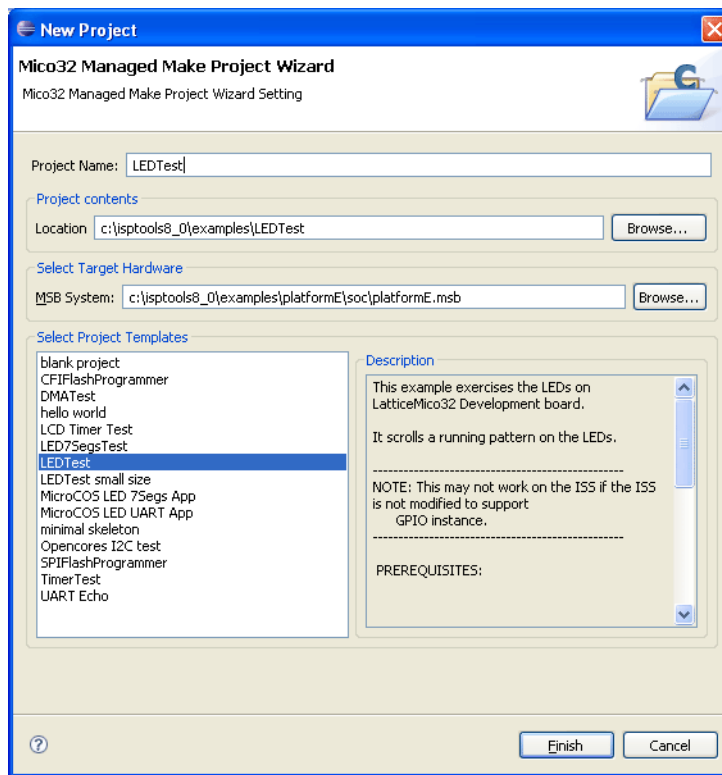 New Project
Mico32 Managed Make Project Wizard
Mico32 Managed Make Project Wizard Setting
C
Project Name: LEDTest
Project contents
Location c:\isptools8_0\examples\LEDTest Browse...
Select Target Hardware
MSB System: c:\isptools8_0\examples\platformE\soc\platformE.msb Browse...
Select Project Templates
blank project
CFIFlashProgrammer
DMATest
hello world
LCD Timer Test
LED7SegsTest
LEDTest
LEDTest small size
MicroCOS LED 7Segs App
MicroCOS LED UART App
minimal skeleton
Opencores I2C test
SPIFlashProgrammer
TimerTest
UART Echo
Description
This example exercises the LEDs on
LatticeMico32 Development board.
It scrolls a running pattern on the LEDs.
--------------------------------------------------
NOTE: This may not work on the ISS if the ISS
is not modified to support
GPIO instance.
--------------------------------------------------
PREREQUISITES:
?
Finish Cancel